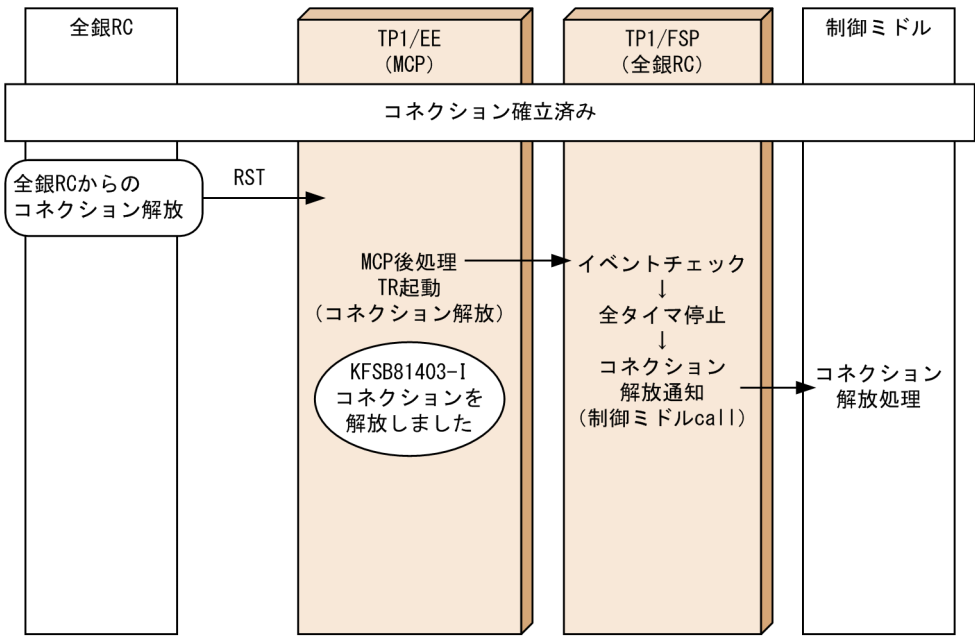 全銀RC
TP1/EE
(MCP)
TP1/FSP
(全銀RC)
制御ミドル
コネクション確立済み
全銀RCからの
コネクション解放
RST
MCP後処理
TR起動
(コネクション解放)
KFSB81403-I
コネクションを
解放しました
イベントチェック
↓
全タイマ停止
↓
コネクション
解放通知
(制御ミドルcall)
コネクション
解放処理